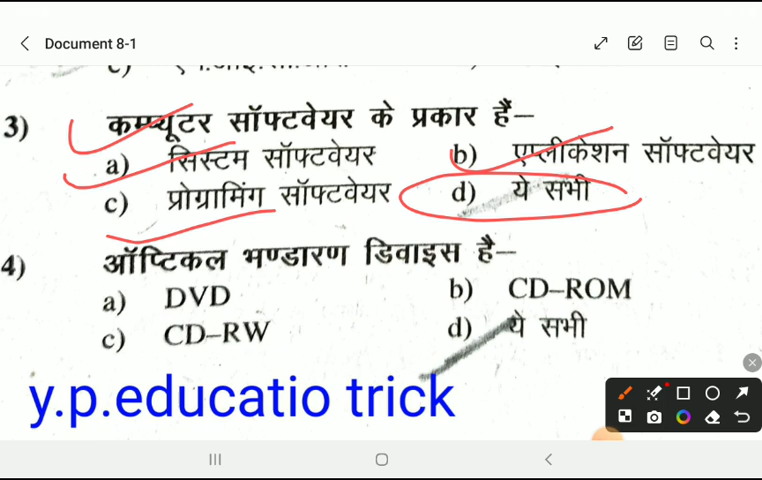 Document 8-1
3) कम्प्यूटर सॉफ्टवेयर के प्रकार हैं–
a) सिस्टम सॉफ्टवेयर b) एप्लीकेशन सॉफ्टवेयर
c) प्रोग्रामिंग सॉफ्टवेयर d) ये सभी
4) ऑप्टिकल भण्डारण डिवाइस है–
a) DVD b) CD–ROM
c) CD–RW d) ये सभी
y.p.educatio trick